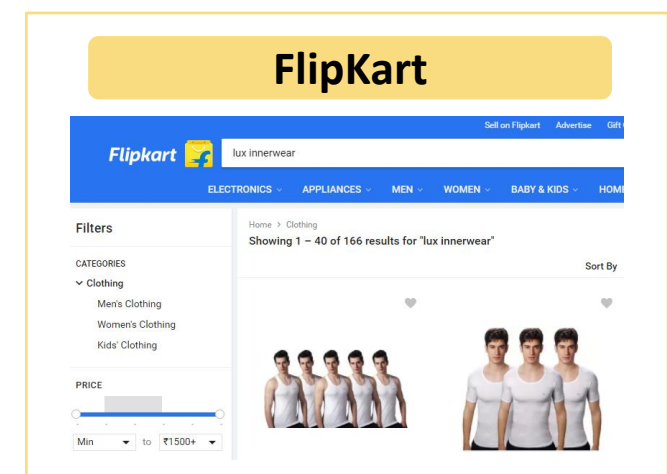 FlipKart
Sell on Flipkart Advertise Gift
Flipkart lux innerwear
ELECTRONICS APPLIANCES MEN WOMEN BABY & KIDS HOME
Filters
Home > Clothing
Showing 1 – 40 of 166 results for "lux innerwear"
CATEGORIES
Sort By
Clothing
Men's Clothing
Women's Clothing
Kids' Clothing
PRICE
Min to ₹1500+